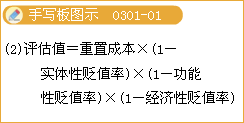 手写板图示 0301-01
(2)评估值＝重置成本×(1－
实体性贬值率)×(1－功能
性贬值率)×(1－经济性贬值率)